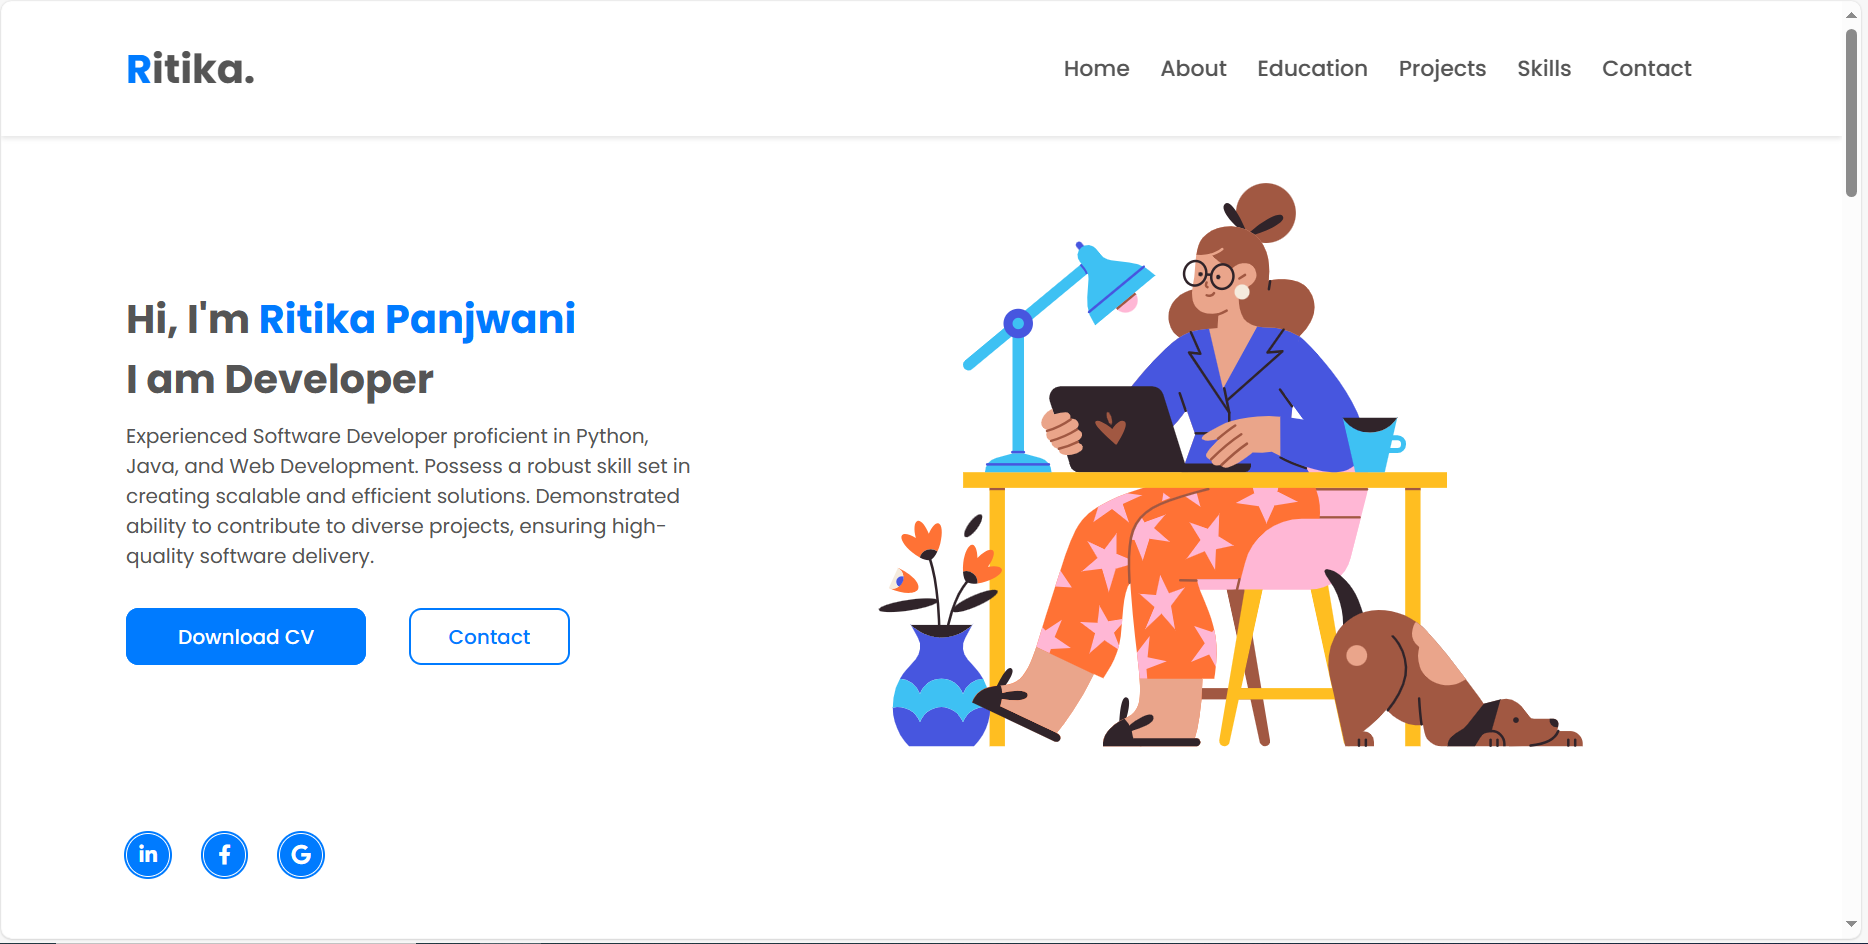 Ritika.
Home About Education Projects Skills Contact
Hi, I'm Ritika Panjwani
I am Developer
Experienced Software Developer proficient in Python,
Java, and Web Development. Possess a robust skill set in
creating scalable and efficient solutions. Demonstrated
ability to contribute to diverse projects, ensuring high-
quality software delivery.
Download CV Contact
in f G